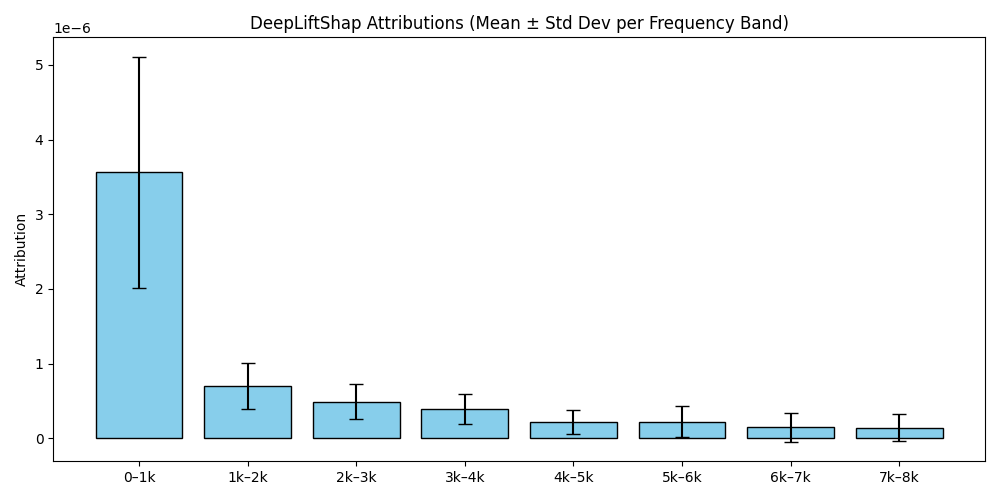 DeepLiftShap Attributions (Mean ± Std Dev per Frequency Band)
1e−6
5
4
3
2
1
0
Attribution
0–1k 1k–2k 2k–3k 3k–4k 4k–5k 5k–6k 6k–7k 7k–8k